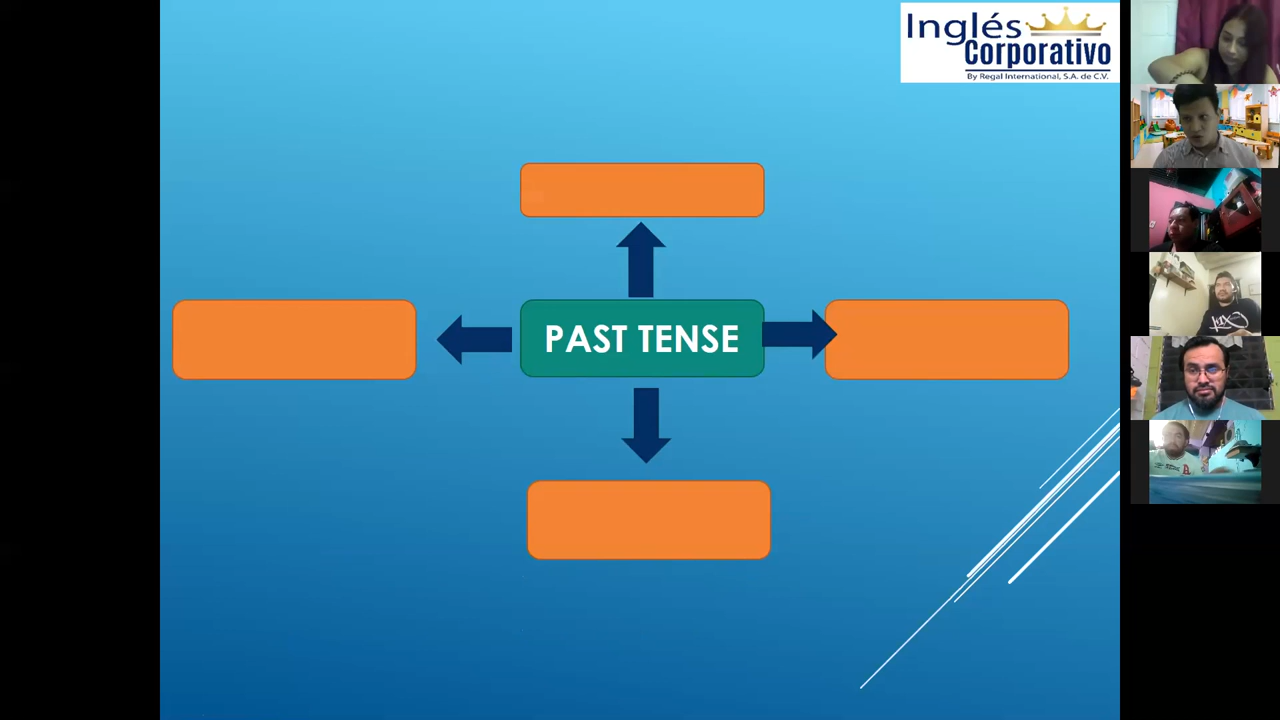 Inglés
Corporativo
By Regal International, S.A. de C.V.
PAST TENSE